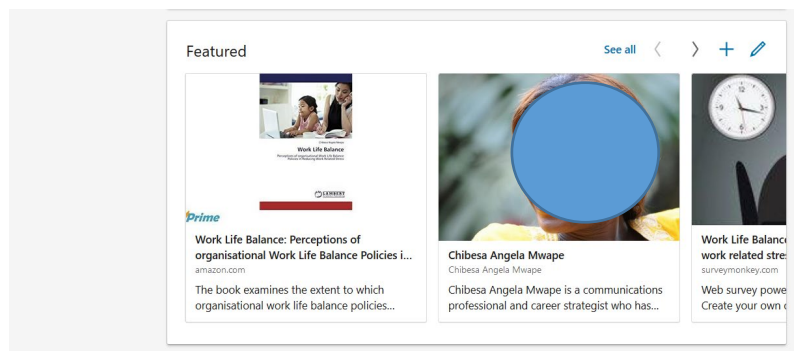 Featured
See all
Work Life Balance
LAMBERT
Prime
Work Life Balance: Perceptions of
organisational Work Life Balance Policies i...
amazon.com
The book examines the extent to which
organisational work life balance policies...
Chibesa Angela Mwape
Chibesa Angela Mwape
Chibesa Angela Mwape is a communications
professional and career strategist who has...
Work Life Balanc
work related stre
surveymonkey.com
Web survey powe
Create your own